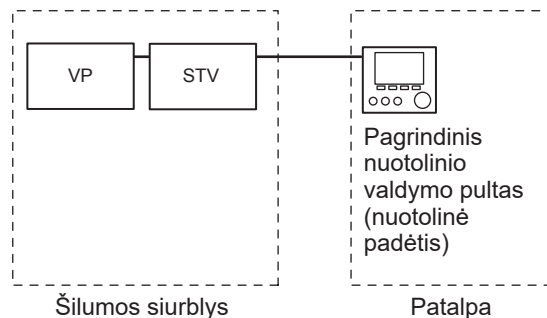 VP
STV
Pagrindinis
nuotolinio
valdymo pultas
(nuotolinė
padėtis)
Šilumos siurblys
Patalpa